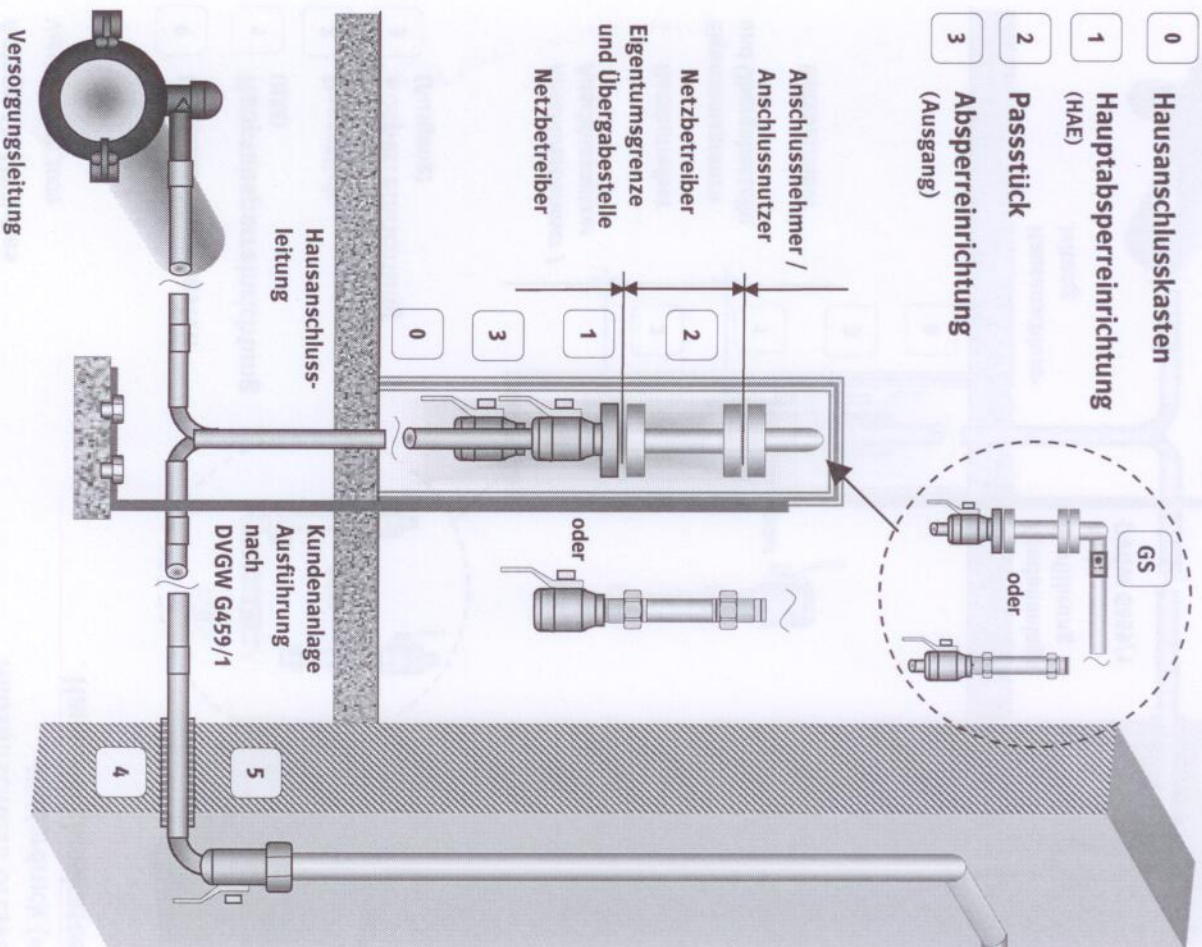 0 Hausanschlusskasten
1 Hauptabsperreinrichtung
(HAE)
2 Passstück
3 Absperreinrichtung
(Ausgang)
GS
oder
Anschlussnehmer /
Anschlussnutzer
Netzbetreiber
Eigentumsgrenze
und Übergabestelle
Netzbetreiber
2
1
3
0
oder
Hausanschluss-
leitung
Kundenanlage
Ausführung
nach
DVGW G459/1
5
4
Versorgungsleitung